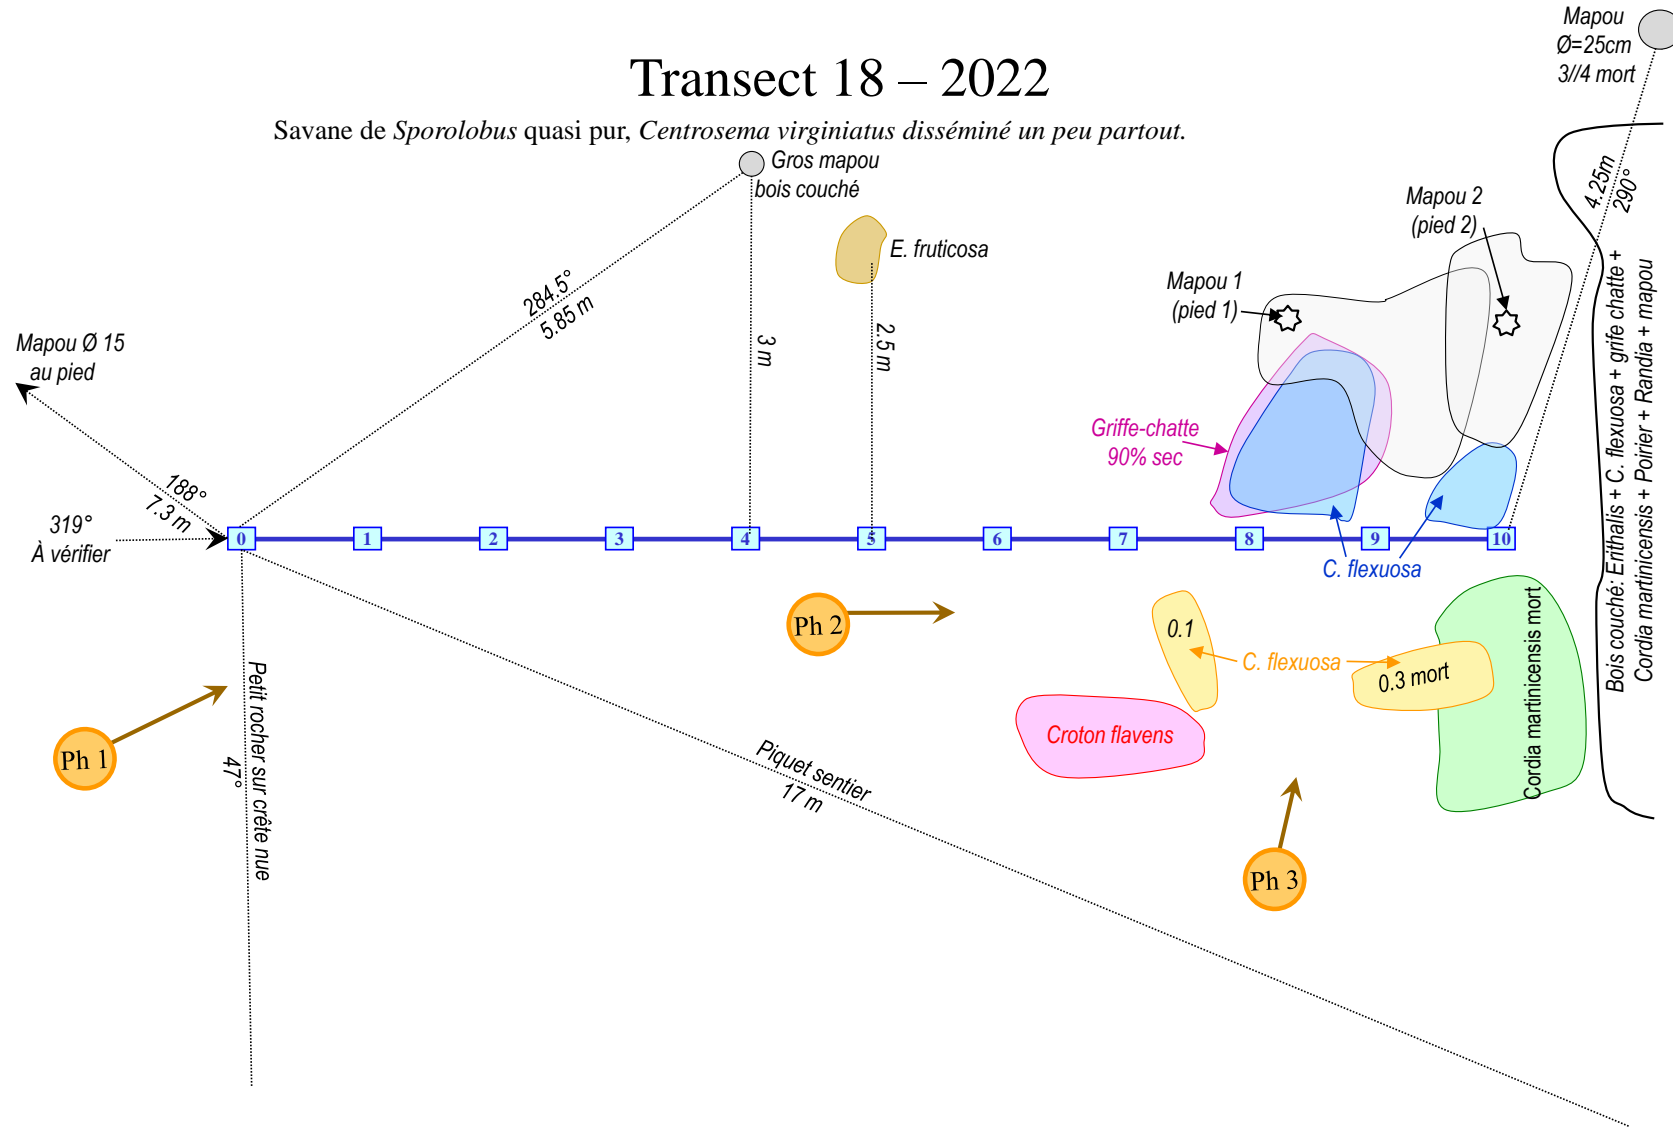 Mapou
Ø=25cm
3//4 mort
Transect 18 – 2022
Savane de Sporolobus quasi pur, Centrosema virginiatus disséminé un peu partout.
Gros mapou
bois couché
E. fruticosa
Mapou 2
(pied 2)
Mapou 1
(pied 1)
4.25m
290°
284.5°
5.85 m
3 m
2.5 m
Mapou Ø 15
au pied
188°
7.3 m
319°
À vérifier
Griffe-chatte
90% sec
0 1 2 3 4 5 6 7 8 9 10
C. flexuosa
Bois couché: Erithalis + C. flexuosa + grife chatte +
Cordia martinicensis + Poirier + Randia + mapou
Ph 2
0.1
C. flexuosa
0.3 mort
Cordia martinicensis mort
Croton flavens
Ph 1
Petit rocher sur crête nue
47°
Piquet sentier
17 m
Ph 3